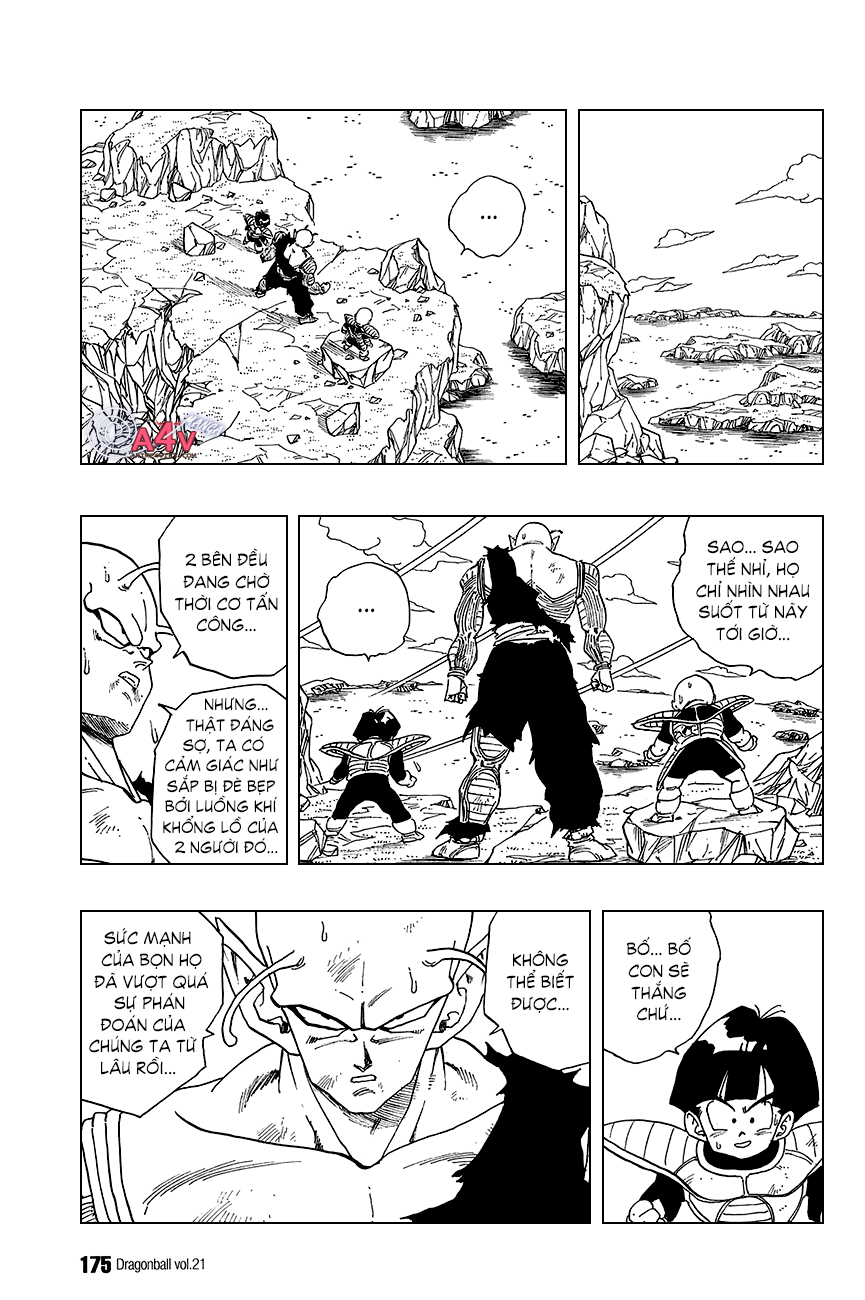 ...
SAO... SAO
THẾ NHỈ, HỌ
CHỈ NHÌN NHAU
SUỐT TỪ NÃY
TỚI GIỜ...
...
2 BÊN ĐỀU
ĐANG CHỜ
THỜI CƠ TẤN
CÔNG...
NHƯNG...
THẬT ĐÁNG
SỢ, TA CÓ
CẢM GIÁC NHƯ
SẮP BỊ ĐÈ BẸP
BỞI LUỒNG KHÍ
KHỔNG LỒ CỦA
2 NGƯỜI ĐÓ...
BỐ... BỐ
CON SẼ
THẮNG
CHỨ...
KHÔNG
THỂ BIẾT
ĐƯỢC...
SỨC MẠNH
CỦA BỌN HỌ
ĐÃ VƯỢT QUÁ
SỰ PHÁN
ĐOÁN CỦA
CHÚNG TA TỪ
LÂU RỒI...
A4V
175 Dragonball vol.21